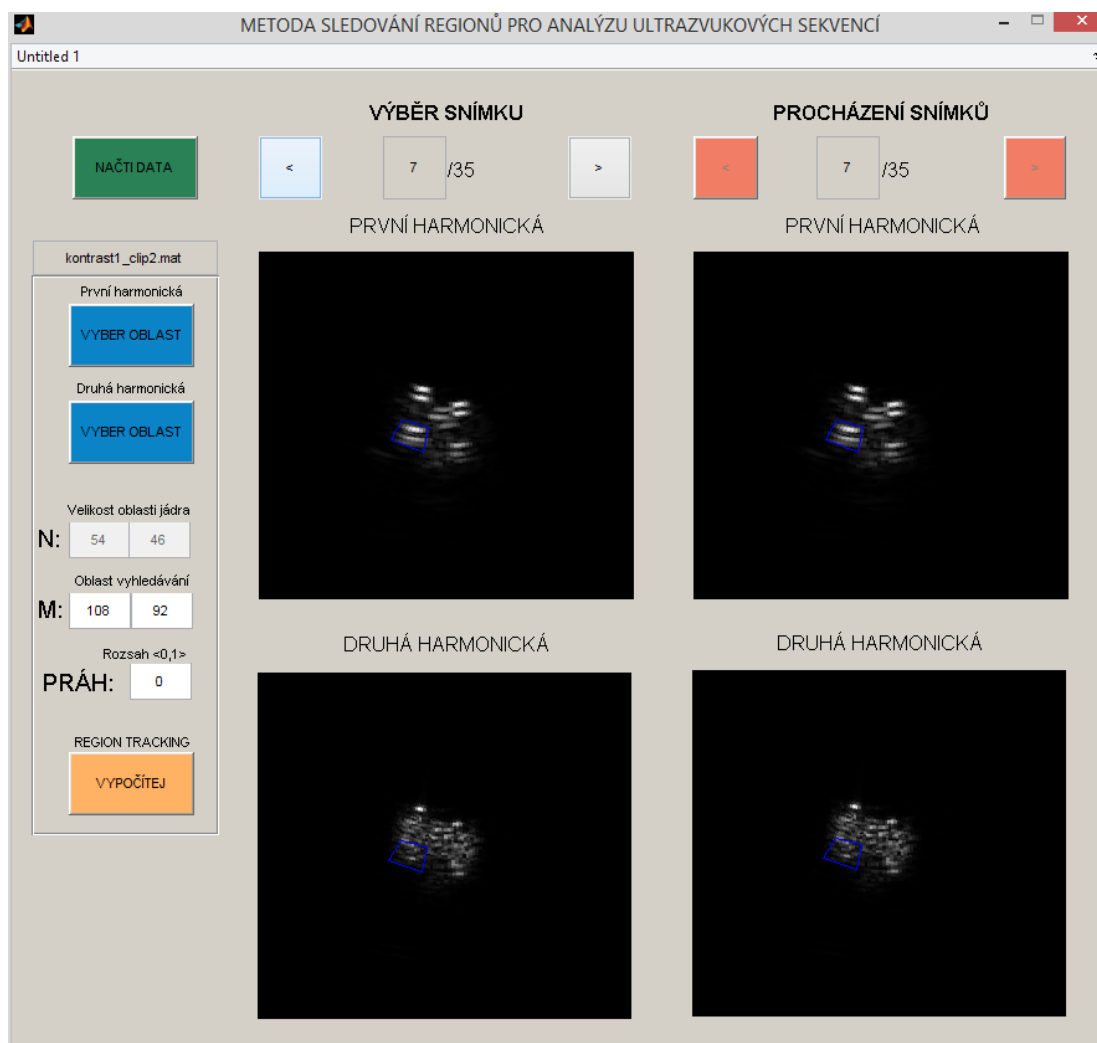 METODA SLEDOVÁNÍ REGIONŮ PRO ANALÝZU ULTRAZVUKOVÝCH SEKVENCÍ
Untitled 1
NAČTI DATA
VÝBĚR SNÍMKU
< 7 /35 >
PROCHÁZENÍ SNÍMKŮ
< 7 /35 >
kontrast1_clip2.mat
První harmonická
VYBER OBLAST
Druhá harmonická
VYBER OBLAST
Velikost oblasti jádra
N: 54 46
Oblast vyhledávání
M: 108 92
Rozsah <0,1>
PRÁH: 0
REGION TRACKING
VYPOČÍTEJ
PRVNÍ HARMONICKÁ
PRVNÍ HARMONICKÁ
DRUHÁ HARMONICKÁ
DRUHÁ HARMONICKÁ